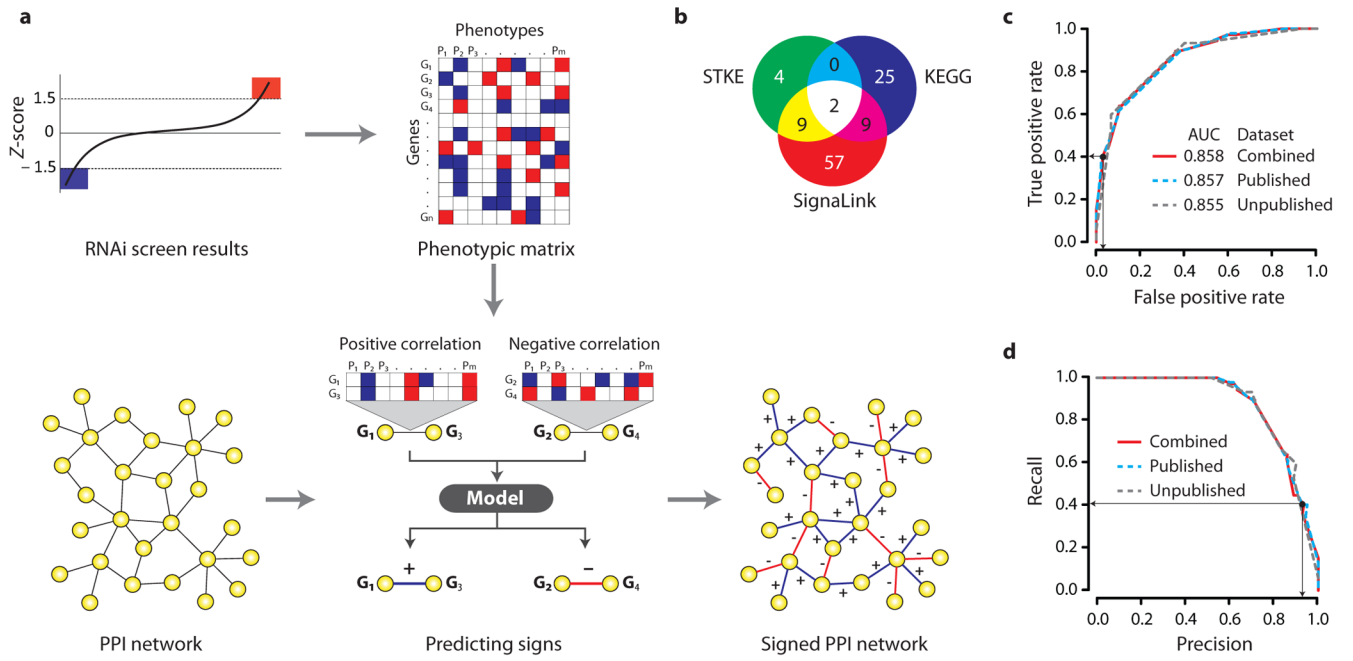 a
Z-score
1.5
0
– 1.5
RNAi screen results
Phenotypes
P1 P2 P3 . . . . . Pm
Genes
G1
G2
G3
G4
.
.
.
.
.
.
.
Gn
Phenotypic matrix
Positive correlation
P1 P2 P3 . . . . . Pm
G1
G3
Negative correlation
P1 P2 P3 . . . . . Pm
G2
G4
G1 G3
G2 G4
Model
+
G1 G3
–
G2 G4
PPI network
Predicting signs
Signed PPI network
b
STKE
KEGG
SignaLink
4
0
25
2
9
9
57
c
True positive rate
1.0
0.8
0.6
0.4
0.2
0.0
AUC Dataset
0.858 Combined
0.857 Published
0.855 Unpublished
0.0 0.2 0.4 0.6 0.8 1.0
False positive rate
d
Recall
1.0
0.8
0.6
0.4
0.2
0.0
Combined
Published
Unpublished
0.0 0.2 0.4 0.6 0.8 1.0
Precision